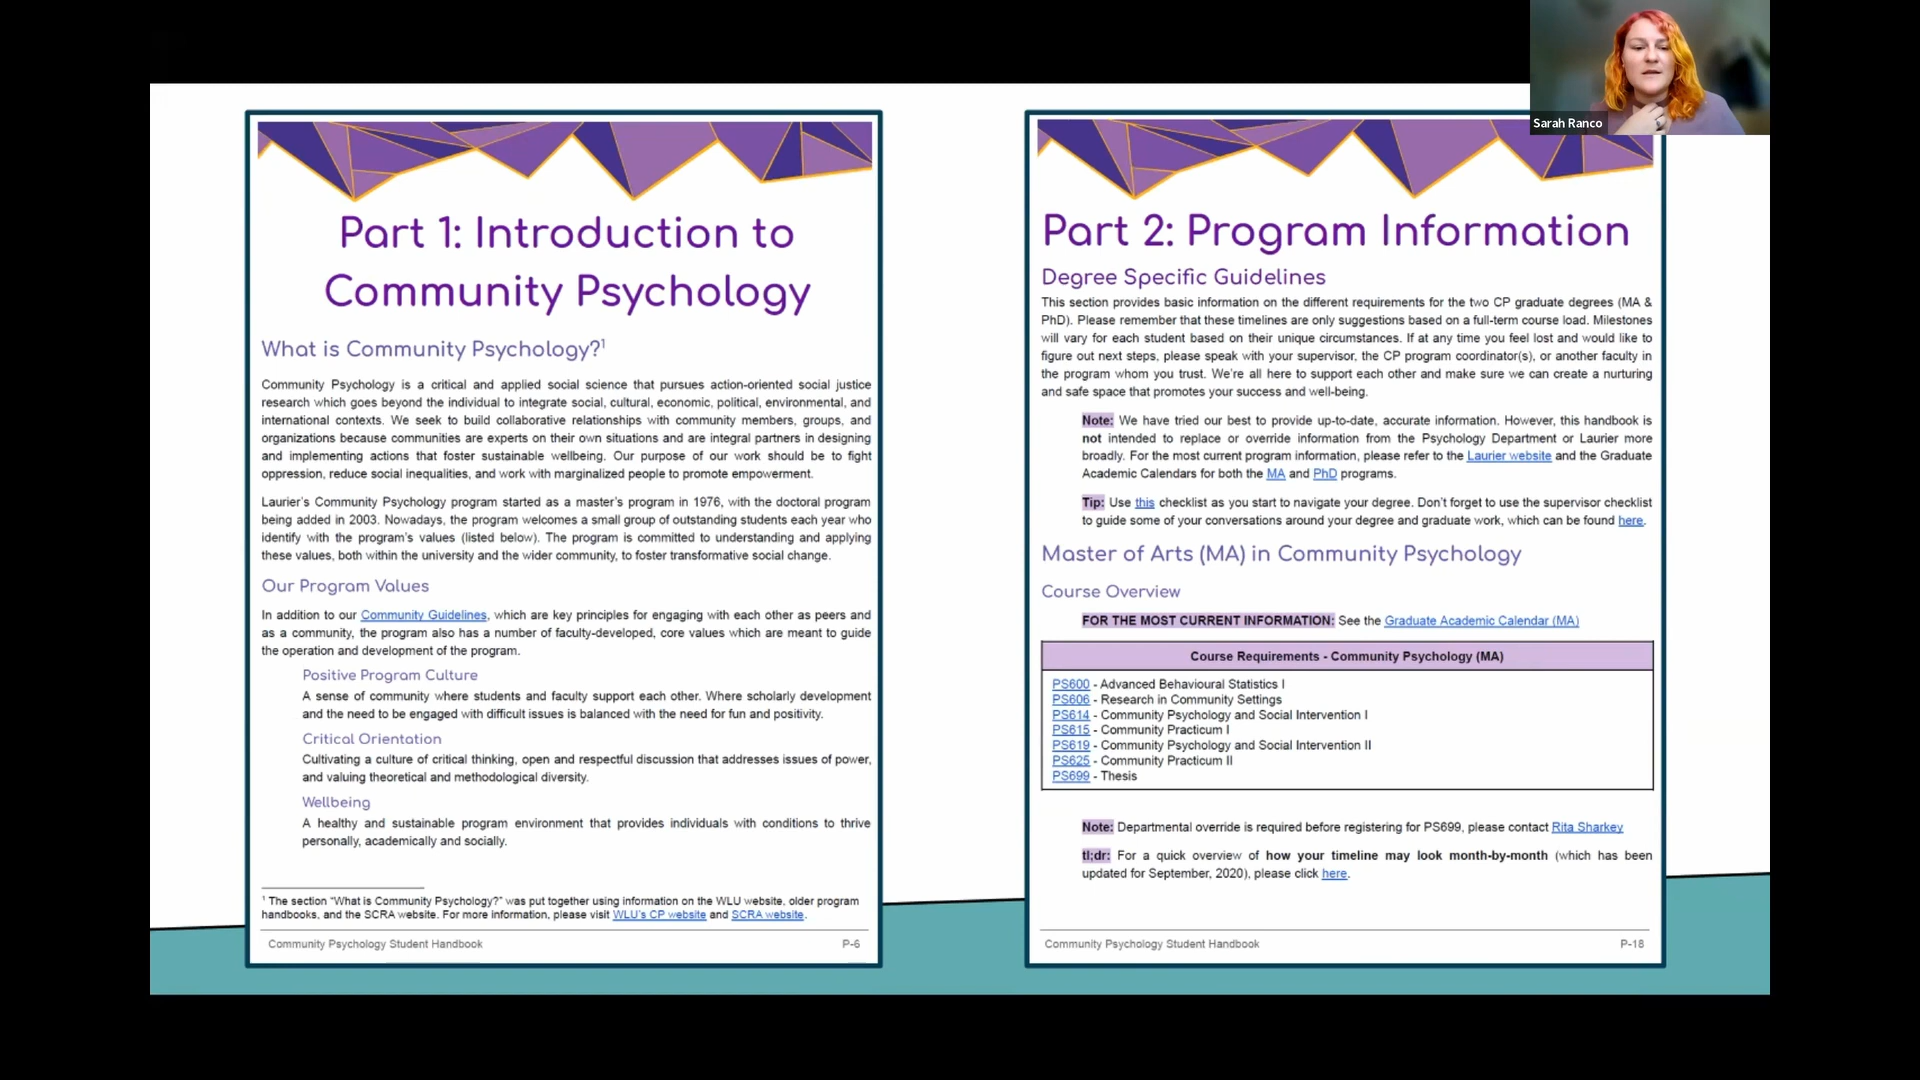 Sarah Ranco
Part 1: Introduction to
Community Psychology
What is Community Psychology?¹
Community Psychology is a critical and applied social science that pursues action-oriented social justice
research which goes beyond the individual to integrate social, cultural, economic, political, environmental, and
international contexts. We seek to build collaborative relationships with community members, groups, and
organizations because communities are experts on their own situations and are integral partners in designing
and implementing actions that foster sustainable wellbeing. Our purpose of our work should be to fight
oppression, reduce social inequalities, and work with marginalized people to promote empowerment.
Laurier's Community Psychology program started as a master's program in 1976, with the doctoral program
being added in 2003. Nowadays, the program welcomes a small group of outstanding students each year who
identify with the program's values (listed below). The program is committed to understanding and applying
these values, both within the university and the wider community, to foster transformative social change.
Our Program Values
In addition to our Community Guidelines, which are key principles for engaging with each other as peers and
as a community, the program also has a number of faculty-developed, core values which are meant to guide
the operation and development of the program.
Positive Program Culture
A sense of community where students and faculty support each other. Where scholarly development
and the need to be engaged with difficult issues is balanced with the need for fun and positivity.
Critical Orientation
Cultivating a culture of critical thinking, open and respectful discussion that addresses issues of power,
and valuing theoretical and methodological diversity.
Wellbeing
A healthy and sustainable program environment that provides individuals with conditions to thrive
personally, academically and socially.
¹ The section "What is Community Psychology?" was put together using information on the WLU website, older program
handbooks, and the SCRA website. For more information, please visit WLU's CP website and SCRA website.
Community Psychology Student Handbook P-6
Part 2: Program Information
Degree Specific Guidelines
This section provides basic information on the different requirements for the two CP graduate degrees (MA &
PhD). Please remember that these timelines are only suggestions based on a full-term course load. Milestones
will vary for each student based on their unique circumstances. If at any time you feel lost and would like to
figure out next steps, please speak with your supervisor, the CP program coordinator(s), or another faculty in
the program whom you trust. We're all here to support each other and make sure we can create a nurturing
and safe space that promotes your success and well-being.
Note: We have tried our best to provide up-to-date, accurate information. However, this handbook is
not intended to replace or override information from the Psychology Department or Laurier more
broadly. For the most current program information, please refer to the Laurier website and the Graduate
Academic Calendars for both the MA and PhD programs.
Tip: Use this checklist as you start to navigate your degree. Don't forget to use the supervisor checklist
to guide some of your conversations around your degree and graduate work, which can be found here.
Master of Arts (MA) in Community Psychology
Course Overview
FOR THE MOST CURRENT INFORMATION: See the Graduate Academic Calendar (MA)
Course Requirements - Community Psychology (MA)
PS600 - Advanced Behavioural Statistics I
PS606 - Research in Community Settings
PS614 - Community Psychology and Social Intervention I
PS615 - Community Practicum I
PS619 - Community Psychology and Social Intervention II
PS625 - Community Practicum II
PS699 - Thesis
Note: Departmental override is required before registering for PS699, please contact Rita Sharkey
tl;dr: For a quick overview of how your timeline may look month-by-month (which has been
updated for September, 2020), please click here.
Community Psychology Student Handbook P-18